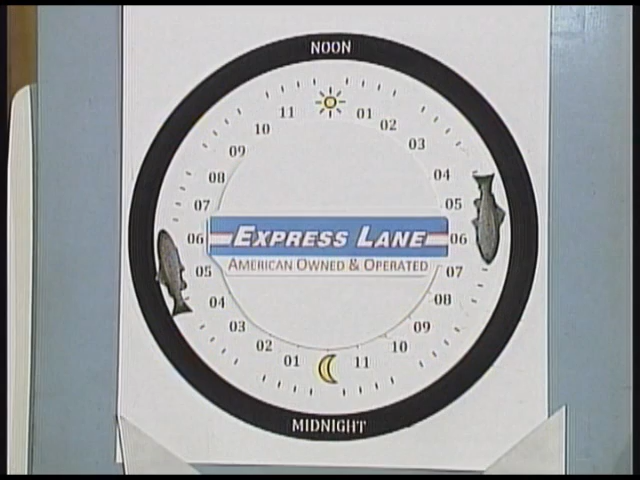 NOON
11 01
10 02
09 03
08 04
07 05
06 EXPRESS LANE 06
AMERICAN OWNED & OPERATED
05 07
04 08
03 09
02 10
01 11
MIDNIGHT